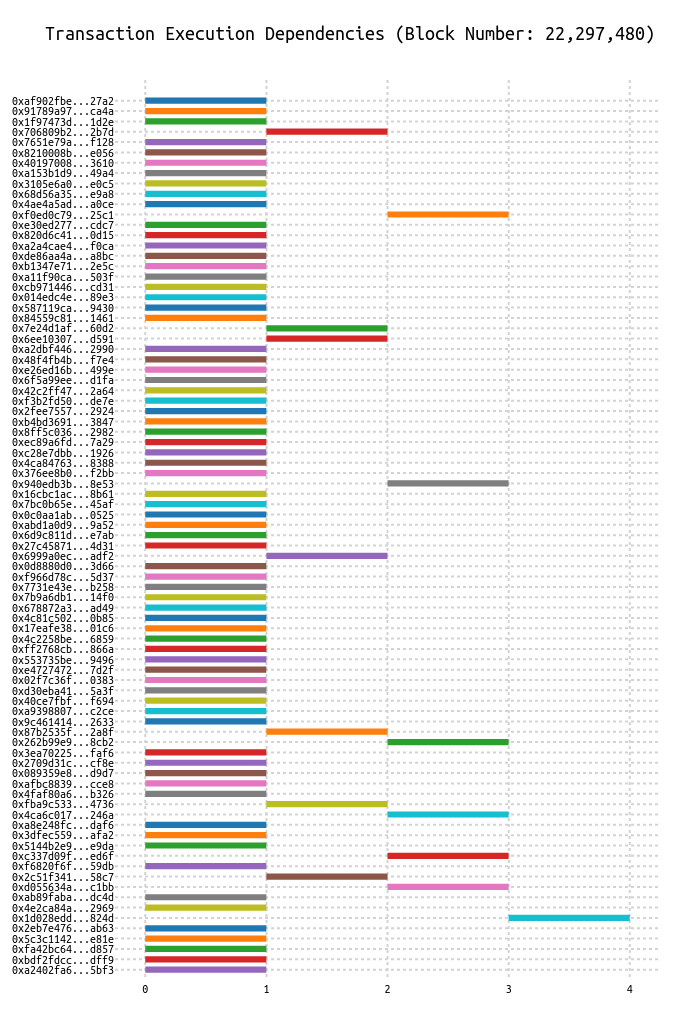 Transaction Execution Dependencies (Block Number: 22,297,480)
0xaf902fbe...27a2
0x91789a97...ca4a
0x1f97473d...1d2e
0x706809b2...2b7d
0x7651e79a...f128
0x8210008b...e056
0x40197008...3610
0xa153b1d9...49a4
0x3105e6a0...e0c5
0x68d56a35...e9a8
0x4ae4a5ad...a0ce
0xf0ed0c79...25c1
0xe30ed277...cdc7
0x820d6c41...0d15
0xa2a4cae4...f0ca
0xde86aa4a...a8bc
0xb1347e71...2e5c
0xa11f90ca...503f
0xcb971446...cd31
0x014edc4e...89e3
0x587119ca...9430
0x84559c81...1461
0x7e24d1af...60d2
0x6ee10307...d591
0xa2dbf446...2990
0x48f4fb4b...f7e4
0xe26ed16b...499e
0x6f5a99ee...d1fa
0x42c2ff47...2a64
0xf3b2fd50...de7e
0x2fee7557...2924
0xb4bd3691...3847
0x8ff5c036...2982
0xec89a6fd...7a29
0xc28e7dbb...1926
0x4ca84763...8388
0x376ee8b0...f2bb
0x940edb3b...8e53
0x16cbc1ac...8b61
0x7bc0b65e...45af
0x0c0aa1ab...0525
0xabd1a0d9...9a52
0x6d9c811d...e7ab
0x27c45871...4d31
0x6999a0ec...adf2
0x0d8880d0...3d66
0xf966d78c...5d37
0x7731e43e...b258
0x7b9a6db1...14f0
0x678872a3...ad49
0x4c81c502...0b85
0x17eafe38...01c6
0x4c2258be...6859
0xff2768cb...866a
0x553735be...9496
0xe4727472...7d2f
0x02f7c36f...0383
0xd30eba41...5a3f
0x40ce7fbf...f694
0xa9398807...c2ce
0x9c461414...2633
0x87b2535f...2a8f
0x262b99e9...8cb2
0x3ea70225...faf6
0x2709d31c...cf8e
0x089359e8...d9d7
0xafbc8839...cce8
0x4faf80a6...b326
0xfba9c533...4736
0x4ca6c017...246a
0xa8e248fc...daf6
0x3dfec559...afa2
0x5144b2e9...e9da
0xc337d09f...ed6f
0xf6820f6f...59db
0x2c51f341...58c7
0xd055634a...c1bb
0xab89faba...dc4d
0x4e2ca84a...2969
0x1d028edd...824d
0x2eb7e476...ab63
0x5c3c1142...e81e
0xfa42bc64...d857
0xbdf2fdcc...dff9
0xa2402fa6...5bf3
0 1 2 3 4